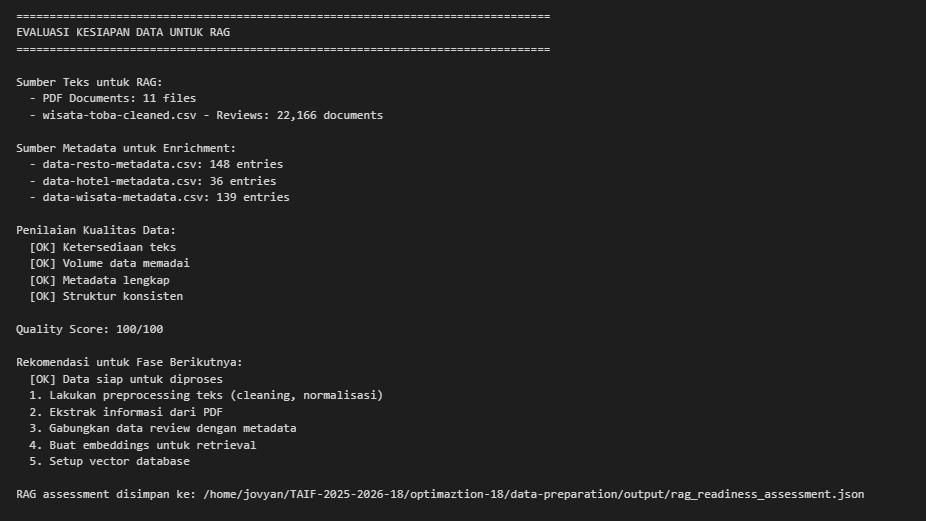 ================================================================================
EVALUASI KESIAPAN DATA UNTUK RAG
================================================================================
Sumber Teks untuk RAG:
- PDF Documents: 11 files
- wisata-toba-cleaned.csv - Reviews: 22,166 documents
Sumber Metadata untuk Enrichment:
- data-resto-metadata.csv: 148 entries
- data-hotel-metadata.csv: 36 entries
- data-wisata-metadata.csv: 139 entries
Penilaian Kualitas Data:
[OK] Ketersediaan teks
[OK] Volume data memadai
[OK] Metadata lengkap
[OK] Struktur konsisten
Quality Score: 100/100
Rekomendasi untuk Fase Berikutnya:
[OK] Data siap untuk diproses
1. Lakukan preprocessing teks (cleaning, normalisasi)
2. Ekstrak informasi dari PDF
3. Gabungkan data review dengan metadata
4. Buat embeddings untuk retrieval
5. Setup vector database
RAG assessment disimpan ke: /home/jovyan/TAIF-2025-2026-18/optimaztion-18/data-preparation/output/rag_readiness_assessment.json